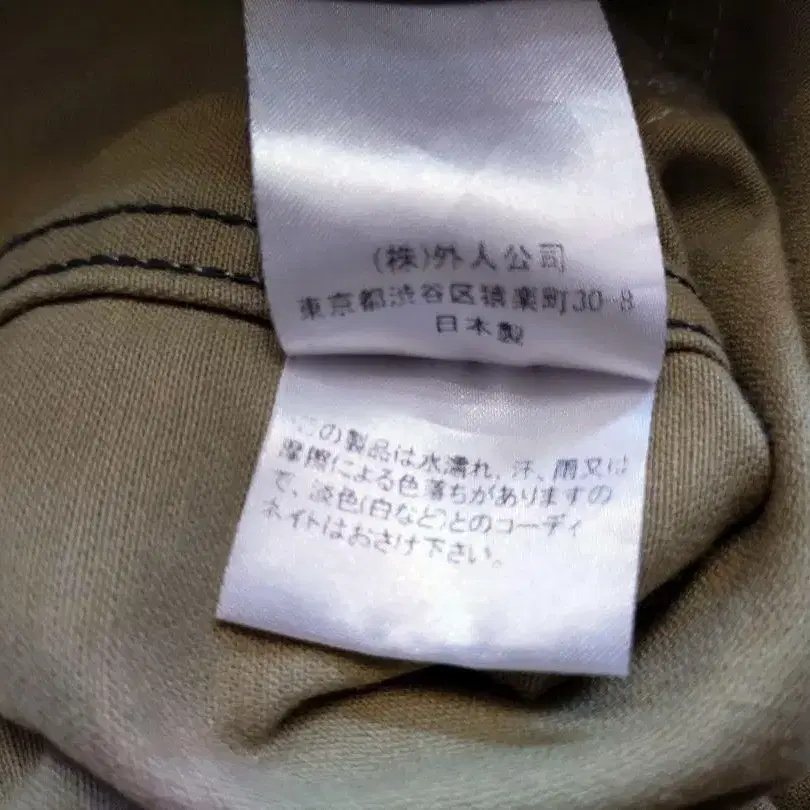 (株)外人公司
東京都渋谷区猿楽町30-8
日本製
この製品は水濡れ、汗、雨又は
摩擦による色落ちがありますの
で、淡色(白など)とのコーディ
ネイトはおさけ下さい。